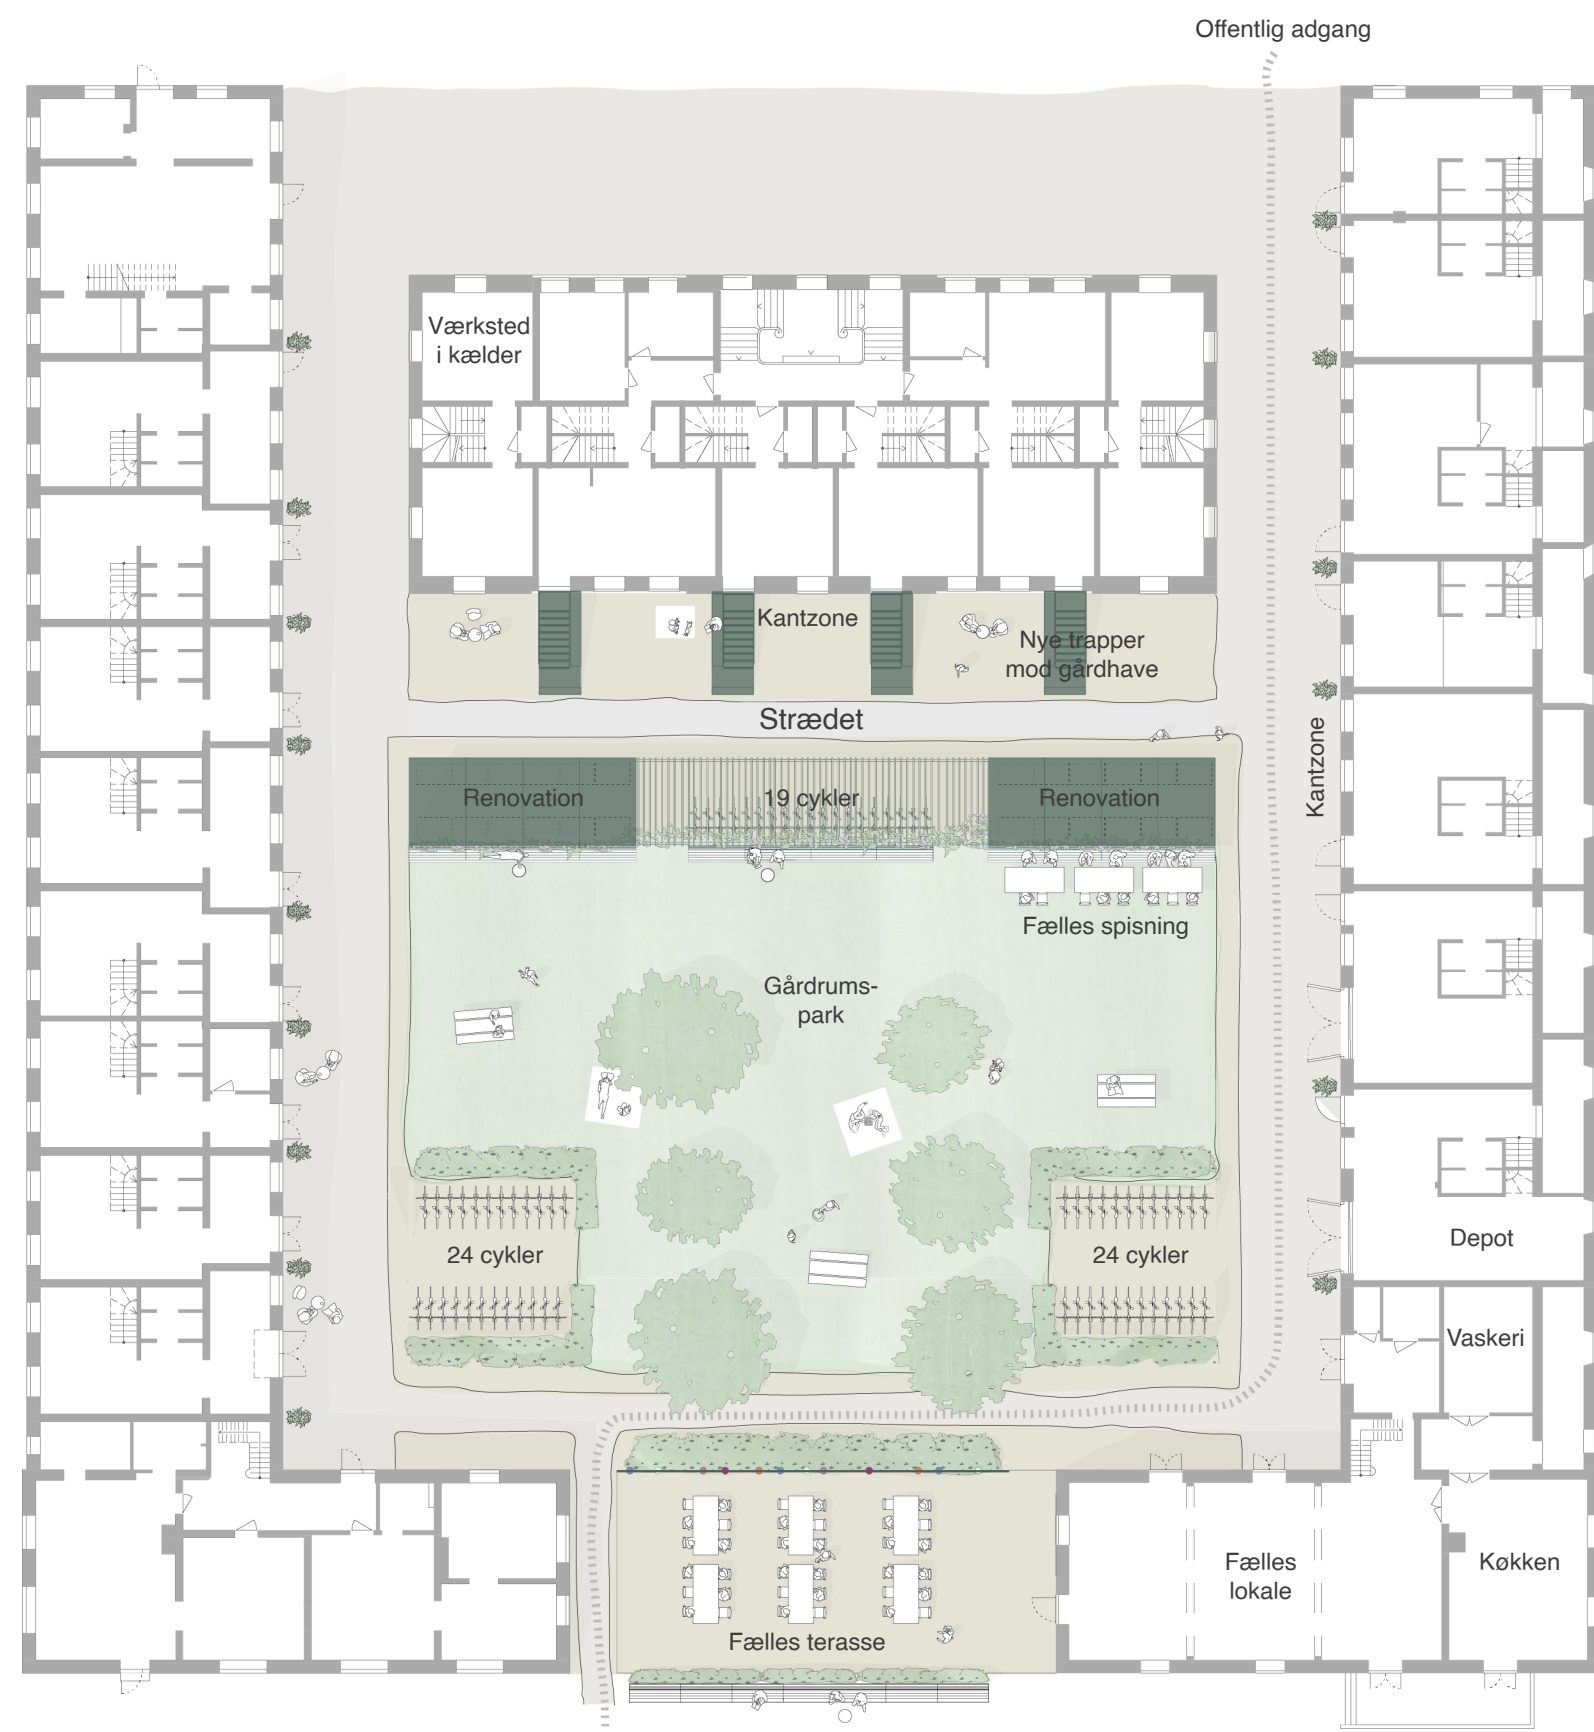 Offentlig adgang
Værksted
i kælder
Kantzone
Nye trapper
mod gårdhave
Strædet
Kantzone
Renovation
19 cykler
Renovation
Fælles spisning
Gårdrums-
park
24 cykler
24 cykler
Depot
Vaskeri
Fælles
lokale
Køkken
Fælles terasse